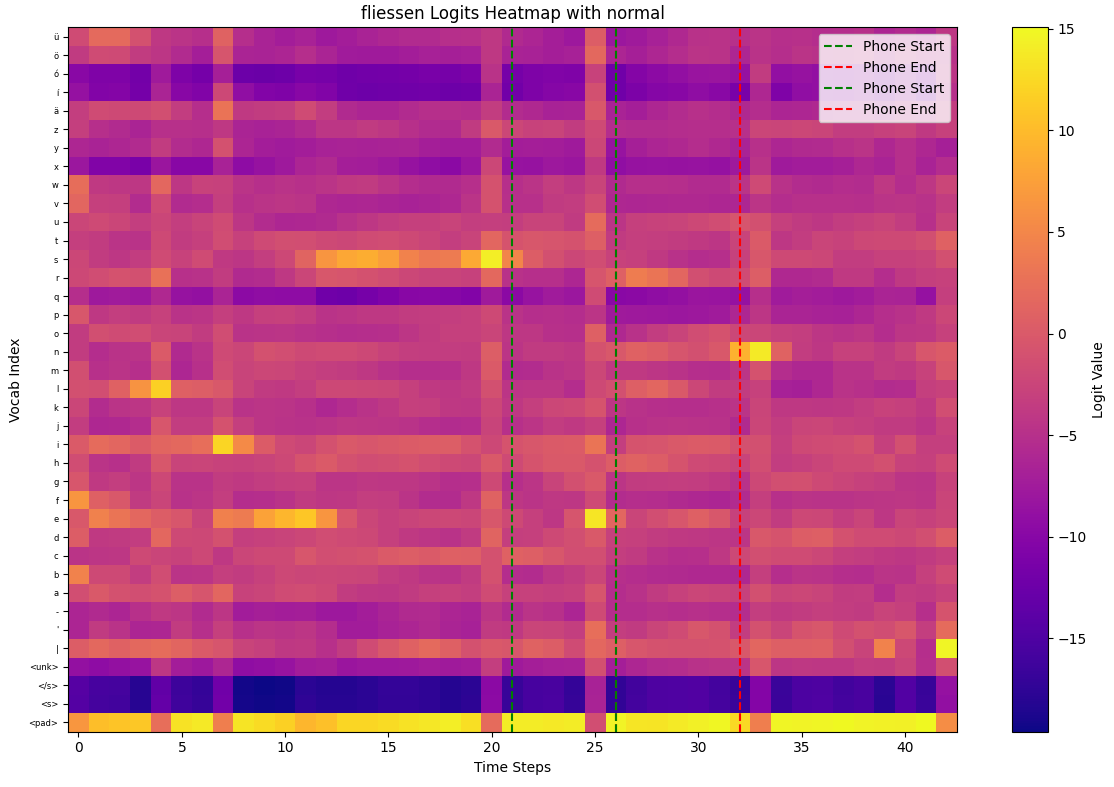 fliessen Logits Heatmap with normal
Phone Start
Phone End
Phone Start
Phone End
Vocab Index
ü
ö
ó
í
ä
z
y
x
w
v
u
t
s
r
q
p
o
n
m
l
k
j
i
h
g
f
e
d
c
b
a
-
'
|
<unk>
</s>
<s>
<pad>
0 5 10 15 20 25 30 35 40
Time Steps
15
10
5
0
−5
−10
−15
Logit Value